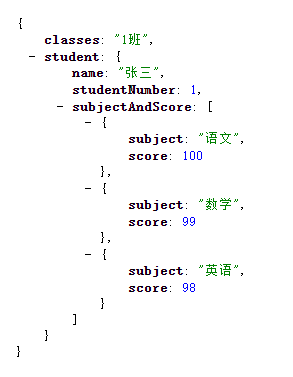 {
classes: "1班",
- student: {
name: "张三",
studentNumber: 1,
- subjectAndScore: [
- {
subject: "语文",
score: 100
},
- {
subject: "数学",
score: 99
},
- {
subject: "英语",
score: 98
}
]
}
}